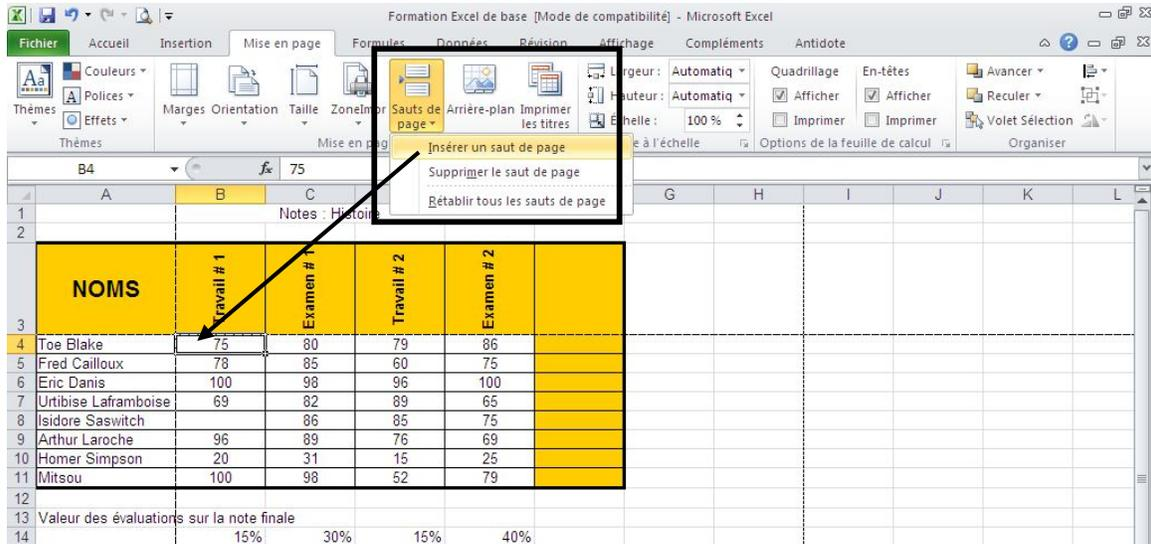 Formation Excel de base [Mode de compatibilité] - Microsoft Excel
Fichier Accueil Insertion Mise en page Formules Données Révision Affichage Compléments Antidote
Aa Couleurs Polices Effets Thèmes
Marges Orientation Taille ZoneImpr Sauts de page Arrière-plan Imprimer les titres
Largeur : Automatiq
Hauteur : Automatiq
Échelle : 100 %
Quadrillage En-têtes
Afficher Afficher
Imprimer Imprimer
Avancer
Reculer
Volet Sélection
Thèmes Mise en pag e à l'échelle Options de la feuille de calcul Organiser
Insérer un saut de page
Supprimer le saut de page
Rétablir tous les sauts de page
B4 fx 75
A B C G H I J K L
1 Notes : Histoire
2
3 NOMS Travail # 1 Examen # 1 Travail # 2 Examen # 2
4 Toe Blake 75 80 79 86
5 Fred Cailloux 78 85 60 75
6 Eric Danis 100 98 96 100
7 Urtibise Laframboise 69 82 89 65
8 Isidore Saswitch 86 85 75
9 Arthur Laroche 96 89 76 69
10 Homer Simpson 20 31 15 25
11 Mitsou 100 98 52 79
12
13 Valeur des évaluations sur la note finale
14 15% 30% 15% 40%